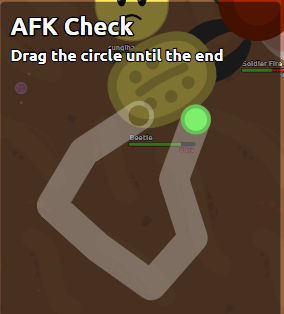 AFK Check
Drag the circle until the end
Soldier Fire
Beetle